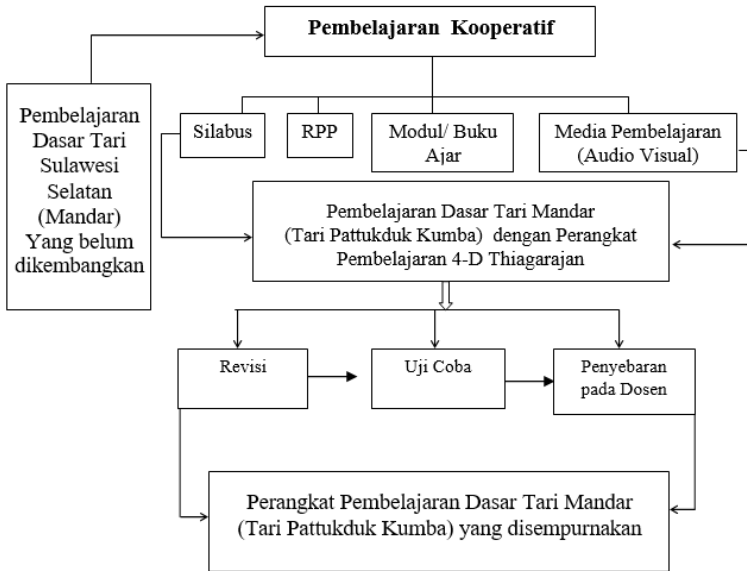 Pembelajaran Kooperatif
Pembelajaran
Dasar Tari
Sulawesi
Selatan
(Mandar)
Yang belum
dikembangkan
Silabus
RPP
Modul/ Buku
Ajar
Media Pembelajaran
(Audio Visual)
Pembelajaran Dasar Tari Mandar
(Tari Pattukduk Kumba) dengan Perangkat
Pembelajaran 4-D Thiagarajan
Revisi
Uji Coba
Penyebaran
pada Dosen
Perangkat Pembelajaran Dasar Tari Mandar
(Tari Pattukduk Kumba) yang disempurnakan